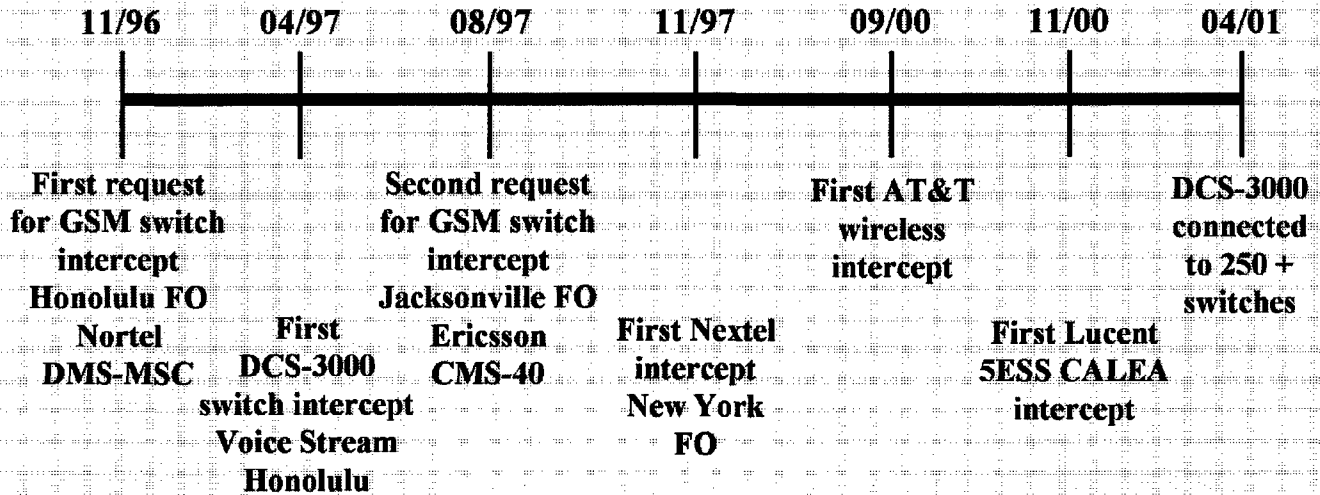 11/96
04/97
08/97
11/97
09/00
11/00
04/01
First request
for GSM switch
intercept
Honolulu FO
Nortel
DMS-MSC
First
DCS-3000
switch intercept
Voice Stream
Honolulu
Second request
for GSM switch
intercept
Jacksonville FO
Ericsson
CMS-40
First Nextel
intercept
New York
FO
First AT&T
wireless
intercept
First Lucent
5ESS CALEA
intercept
DCS-3000
connected
to 250 +
switches